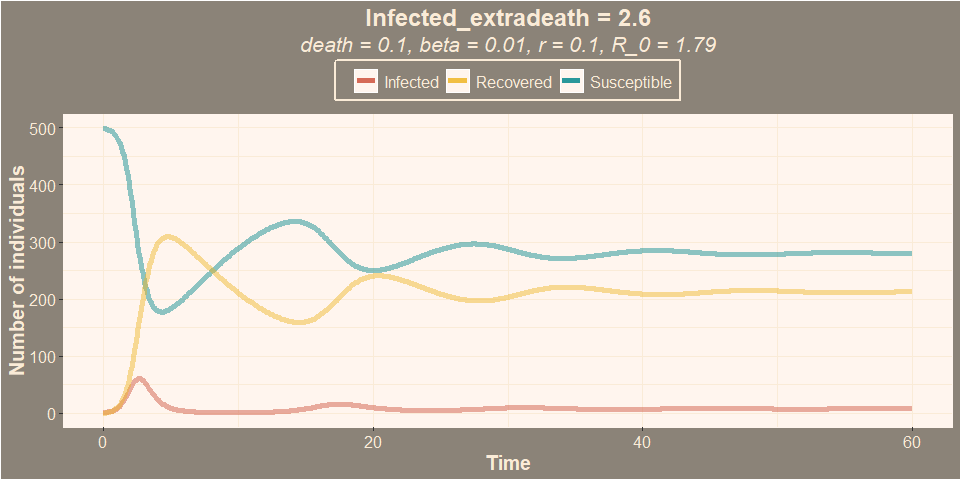 Infected_extradeath = 2.6
death = 0.1, beta = 0.01, r = 0.1, R_0 = 1.79
Infected Recovered Susceptible
Number of individuals
500
400
300
200
100
0
0 20 40 60
Time